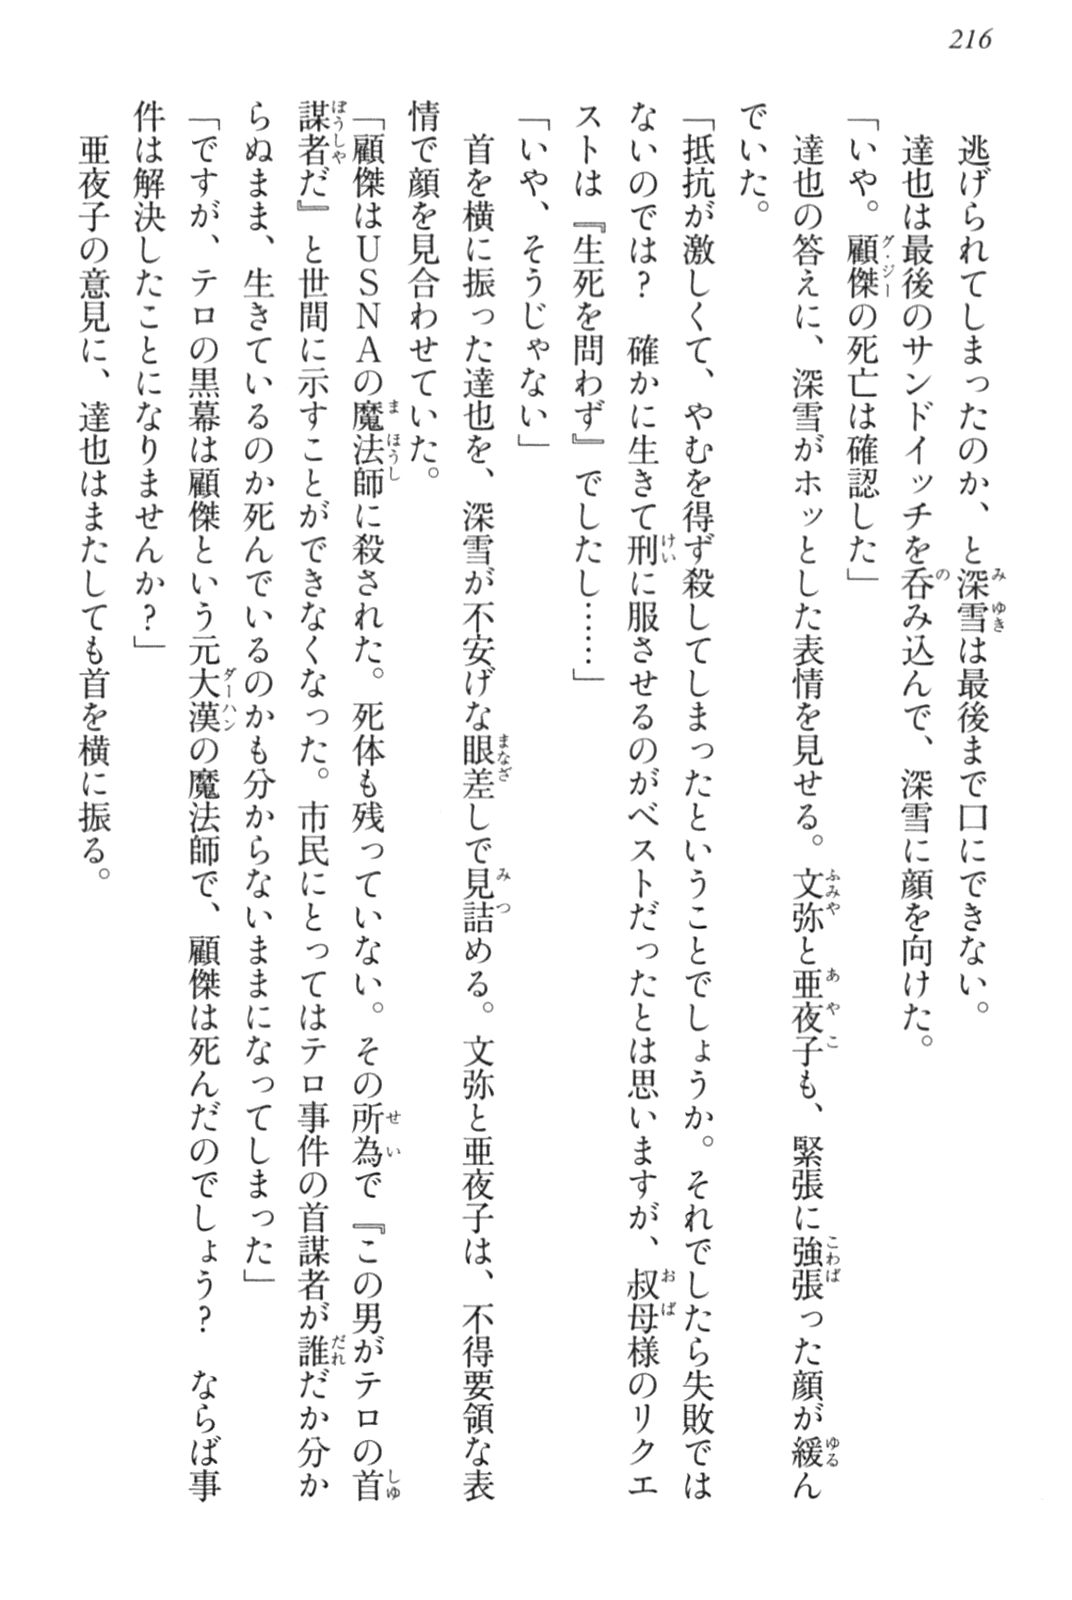 216
逃げられてしまったのか、と深雪は最後まで口にできない。
達也は最後のサンドイッチを呑み込んで、深雪に顔を向けた。
「いや。顧傑の死亡は確認した」
達也の答えに、深雪がホッとした表情を見せる。文弥と亜夜子も、緊張に強張った顔が緩ん
でいた。
「抵抗が激しくて、やむを得ず殺してしまったということでしょうか。それでしたら失敗では
ないのでは？　確かに生きて刑に服させるのがベストだったとは思いますが、叔母様のリクエ
ストは『生死を問わず』でしたし……」
「いや、そうじゃない」
首を横に振った達也を、深雪が不安げな眼差しで見詰める。文弥と亜夜子は、不得要領な表
情で顔を見合わせていた。
「顧傑はＵＳＮＡの魔法師に殺された。死体も残っていない。その所為で『この男がテロの首
謀者だ』と世間に示すことができなくなった。市民にとってはテロ事件の首謀者が誰だか分か
らぬまま、生きているのか死んでいるのかも分からないままになってしまった」
「ですが、テロの黒幕は顧傑という元大漢の魔法師で、顧傑は死んだのでしょう？　ならば事
件は解決したことになりませんか？」
亜夜子の意見に、達也はまたしても首を横に振る。